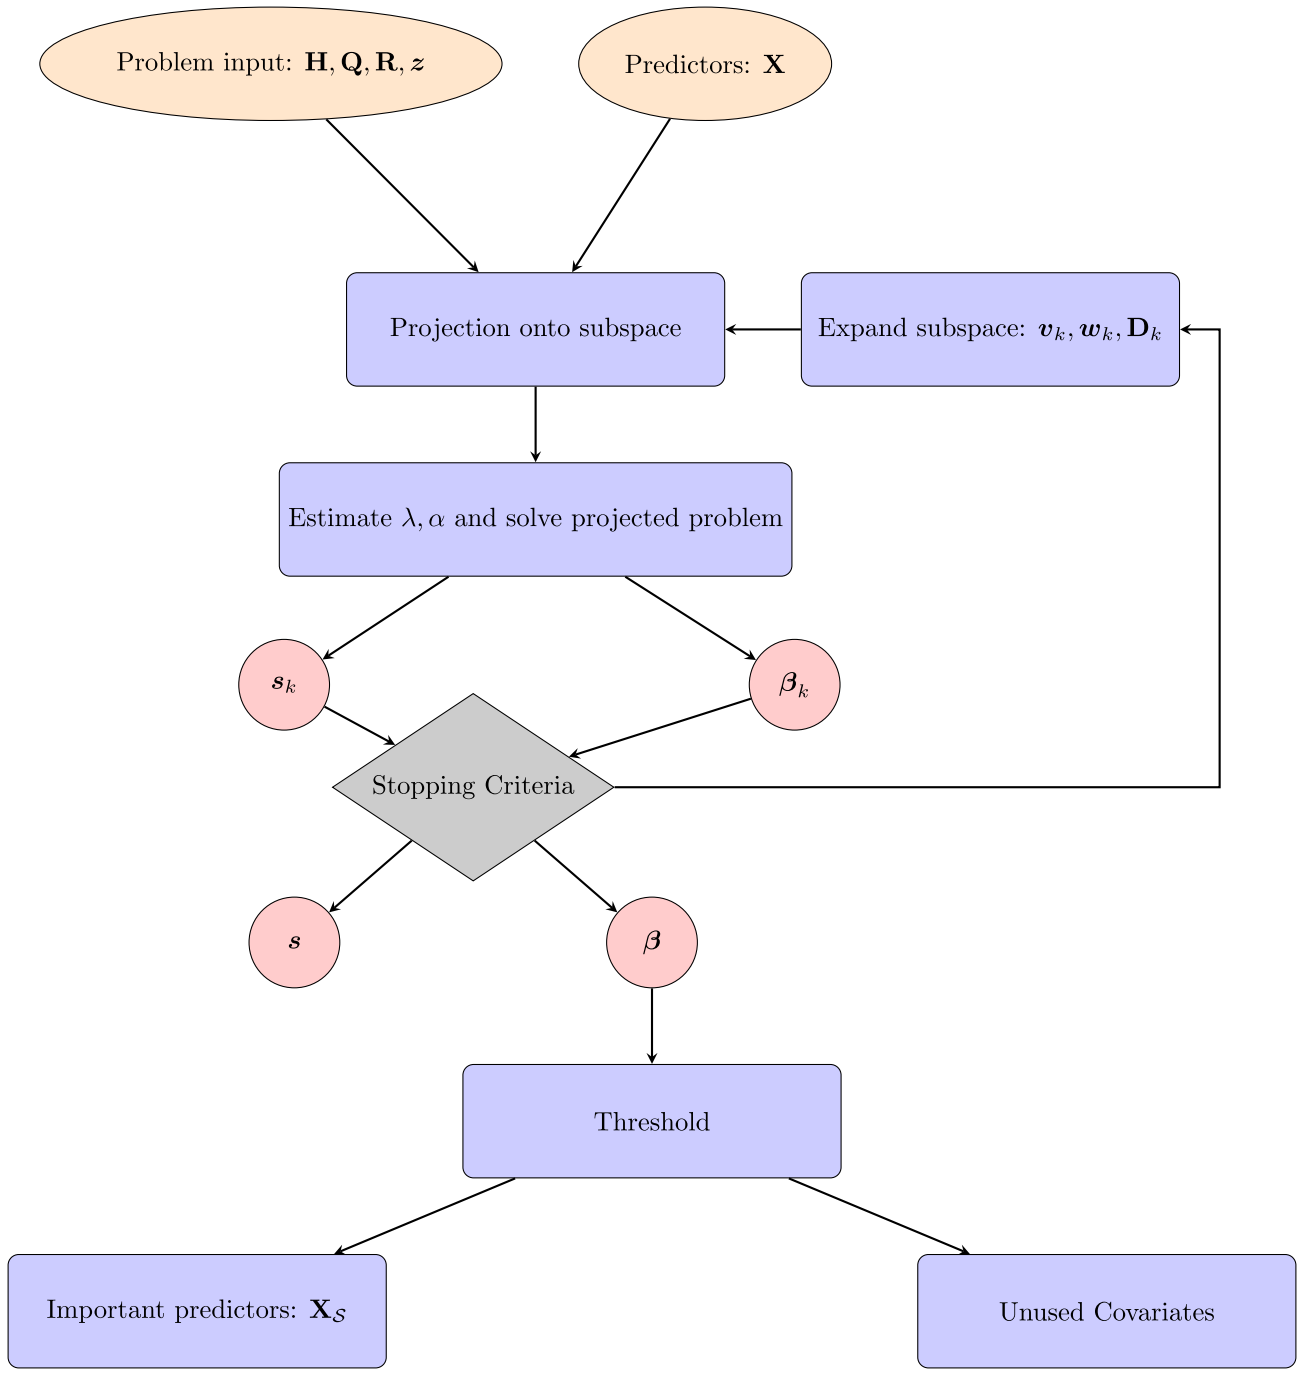 Problem input: H, Q, R, z
Predictors: X
Projection onto subspace
Expand subspace: v_k, w_k, D_k
Estimate λ, α and solve projected problem
s_k
β_k
Stopping Criteria
s
β
Threshold
Important predictors: X_𝒮
Unused Covariates